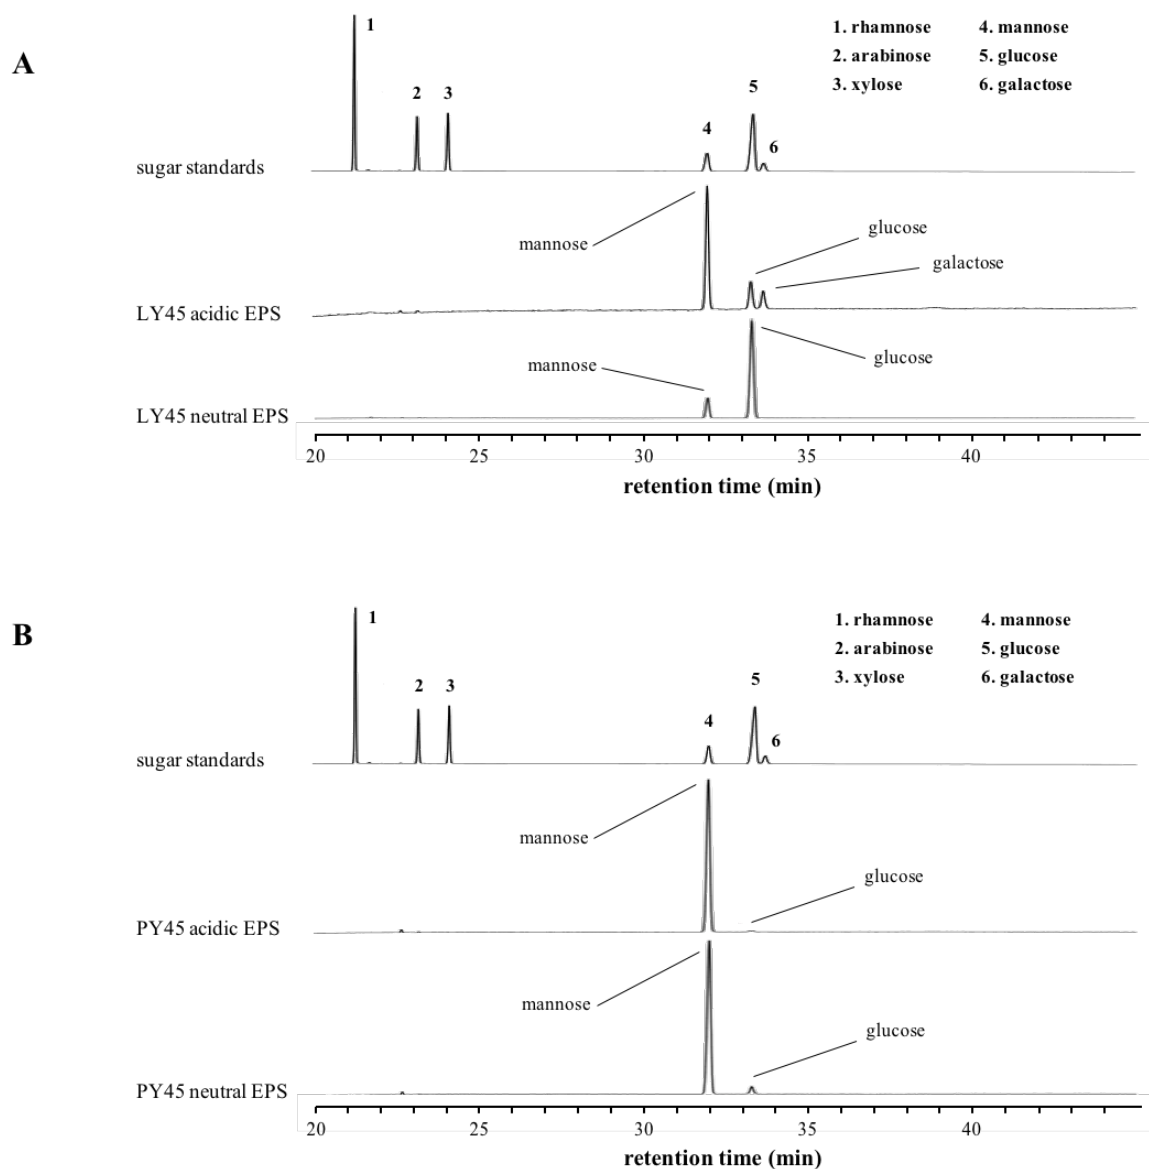 A
1
2
3
4
5
6
1. rhamnose 4. mannose
2. arabinose 5. glucose
3. xylose 6. galactose
sugar standards
mannose
glucose
galactose
LY45 acidic EPS
mannose
glucose
LY45 neutral EPS
20 25 30 35 40
retention time (min)
B
1
2
3
4
5
6
1. rhamnose 4. mannose
2. arabinose 5. glucose
3. xylose 6. galactose
sugar standards
mannose
glucose
PY45 acidic EPS
mannose
glucose
PY45 neutral EPS
20 25 30 35 40
retention time (min)